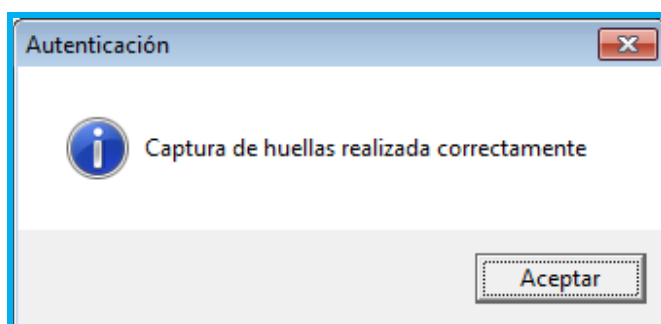 Autenticación
Captura de huellas realizada correctamente
Aceptar